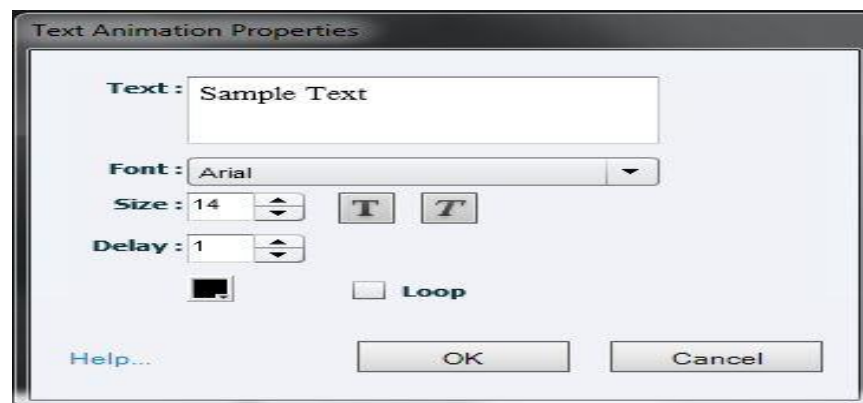 Text Animation Properties
Text : Sample Text
Font : Arial
Size : 14 T T
Delay : 1
Loop
Help... OK Cancel